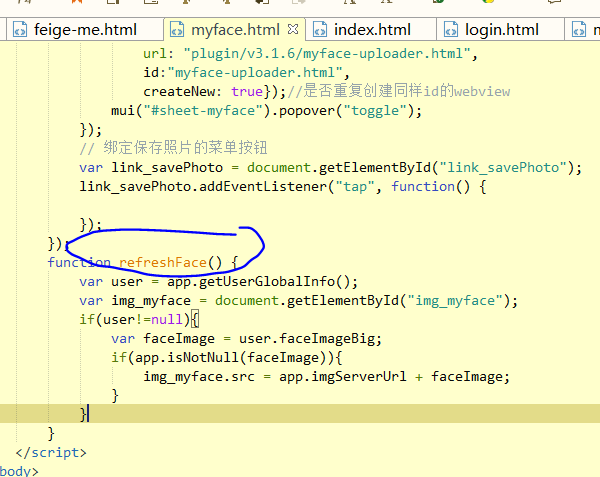 feige-me.html
myface.html
index.html
login.html
url: "plugin/v3.1.6/myface-uploader.html",
id:"myface-uploader.html",
createNew: true});//是否重复创建同样id的webview
mui("#sheet-myface").popover("toggle");
});
// 绑定保存照片的菜单按钮
var link_savePhoto = document.getElementById("link_savePhoto");
link_savePhoto.addEventListener("tap", function() {
});
});
function refreshFace() {
var user = app.getUserGlobalInfo();
var img_myface = document.getElementById("img_myface");
if(user!=null){
var faceImage = user.faceImageBig;
if(app.isNotNull(faceImage)){
img_myface.src = app.imgServerUrl + faceImage;
}
}
}
</script>
body>